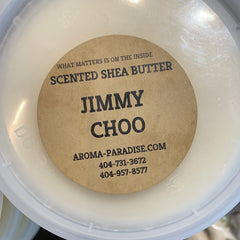 WHAT MATTERS IS ON THE INSIDE
SCENTED SHEA BUTTER
JIMMY
CHOO
AROMA-PARADISE.COM
404-731-3672
404-957-8577